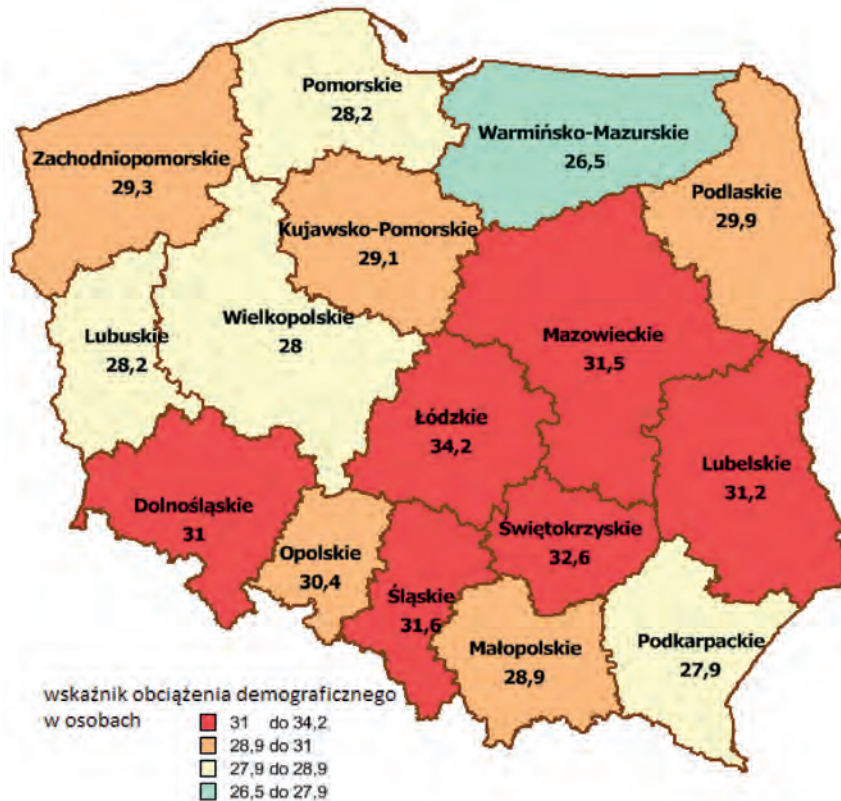 Pomorskie
28,2
Warmińsko-Mazurskie
26,5
Zachodniopomorskie
29,3
Podlaskie
29,9
Kujawsko-Pomorskie
29,1
Mazowieckie
31,5
Wielkopolskie
28
Lubuskie
28,2
Łódzkie
34,2
Lubelskie
31,2
Dolnośląskie
31
Świętokrzyskie
32,6
Opolskie
30,4
Śląskie
31,6
Małopolskie
28,9
Podkarpackie
27,9
wskaźnik obciążenia demograficznego
w osobach
31 do 34,2
28,9 do 31
27,9 do 28,9
26,5 do 27,9